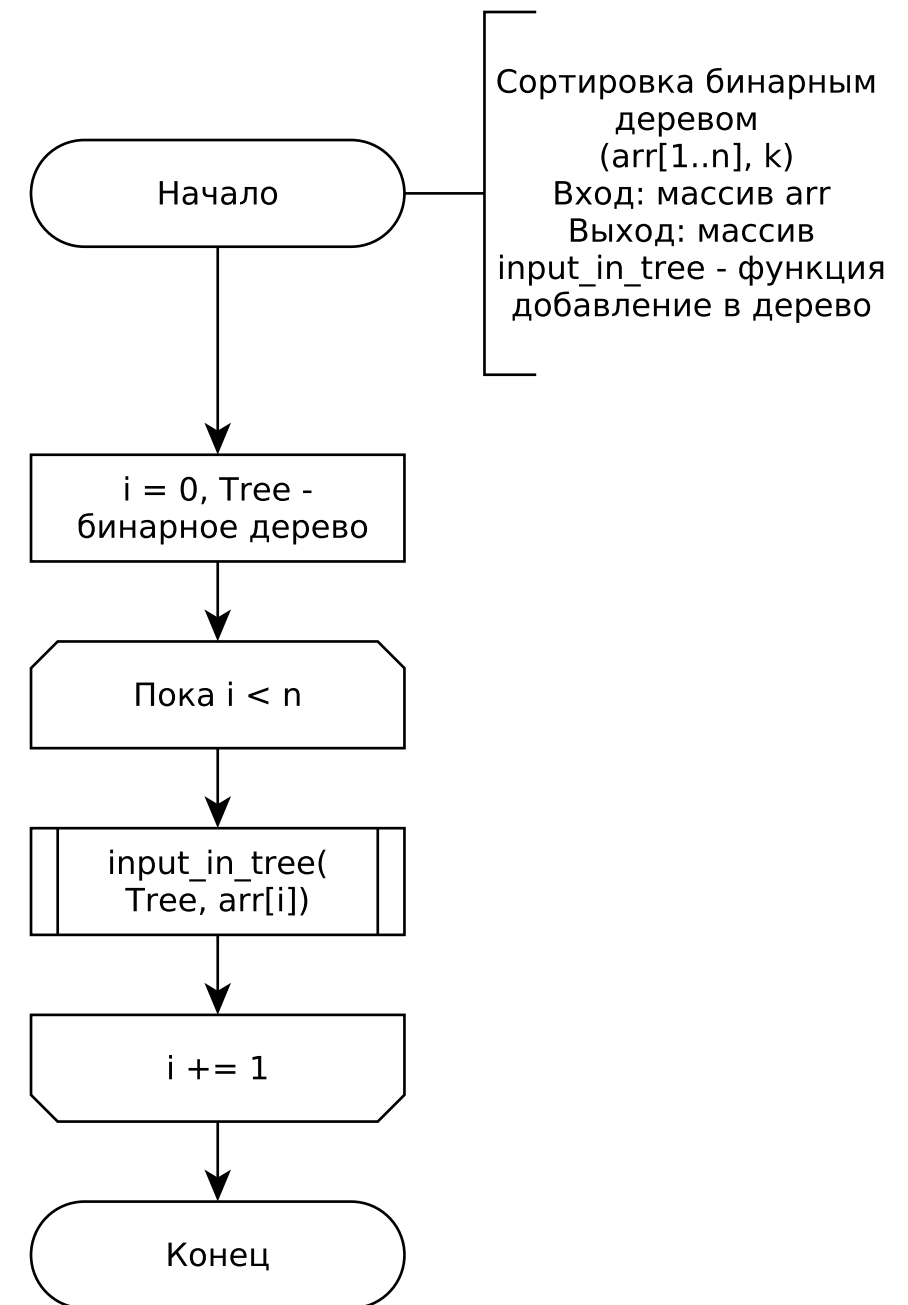 Сортировка бинарным
деревом
(arr[1..n], k)
Вход: массив arr
Выход: массив
input_in_tree - функция
добавление в дерево
Начало
i = 0, Tree -
бинарное дерево
Пока i < n
input_in_tree(
Tree, arr[i])
i += 1
Конец